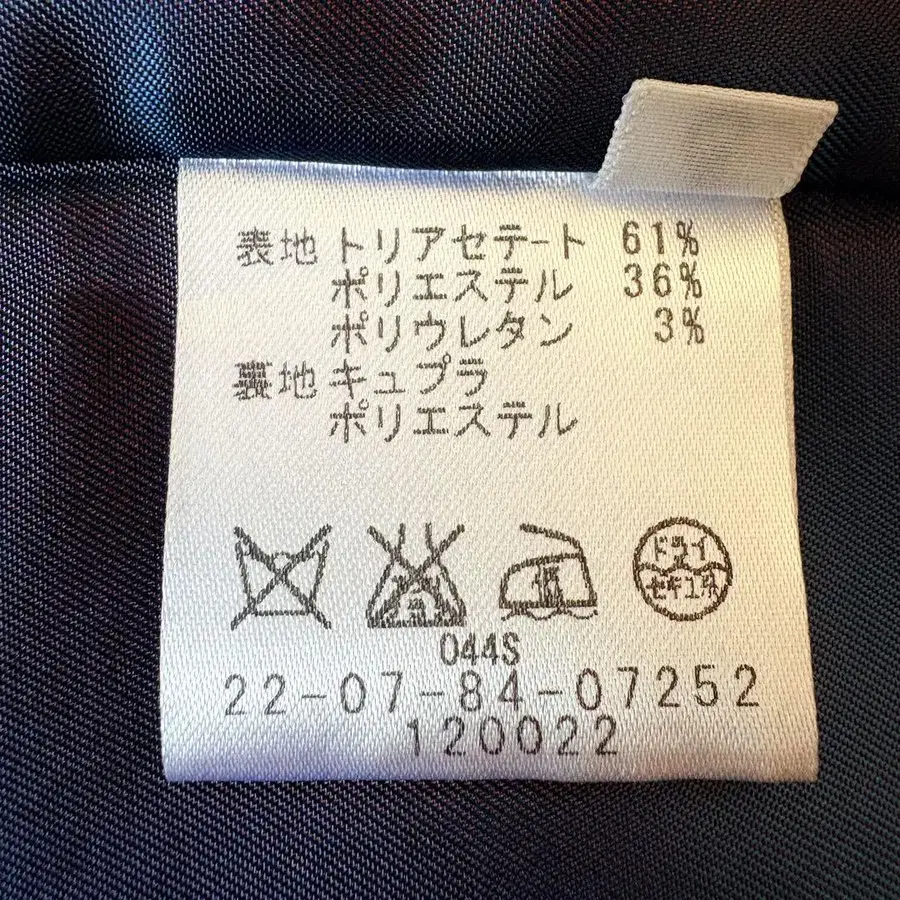 表地 トリアセテート 61%
ポリエステル 36%
ポリウレタン 3%
裏地 キュプラ
ポリエステル
低
ドライ
セキユ系
044S
22-07-84-07252
120022